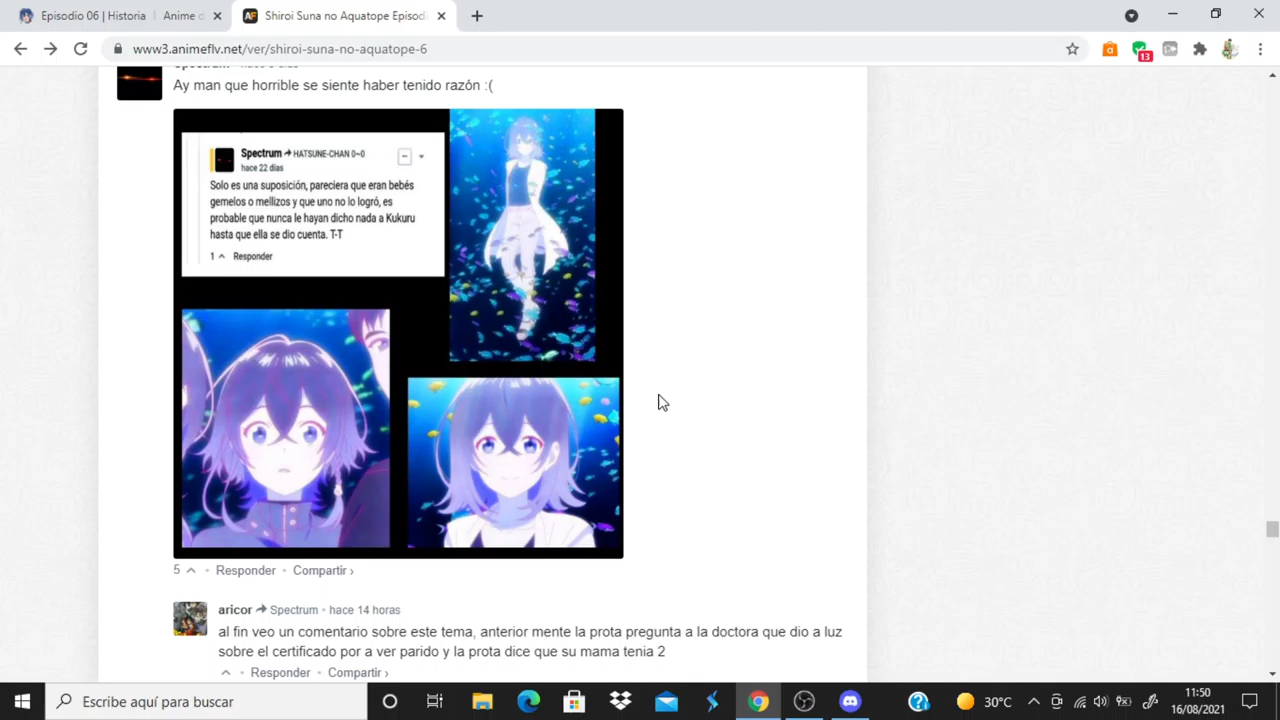 Episodio 06 | Historia | Anime d
Shiroi Suna no Aquatope Episodi
www3.animeflv.net/ver/shiroi-suna-no-aquatope-6
13
Spectrum
Ay man que horrible se siente haber tenido razón :(
Spectrum HATSUNE-CHAN 0~0
hace 22 días
Solo es una suposición, pareciera que eran bebés
gemelos o mellizos y que uno no lo logró, es
probable que nunca le hayan dicho nada a Kukuru
hasta que ella se dio cuenta. T-T
1 Responder
5 • Responder • Compartir ›
aricor Spectrum • hace 14 horas
al fin veo un comentario sobre este tema, anterior mente la prota pregunta a la doctora que dio a luz
sobre el certificado por a ver parido y la prota dice que su mama tenia 2
• Responder • Compartir ›
Escribe aquí para buscar
30°C
11:50
16/08/2021